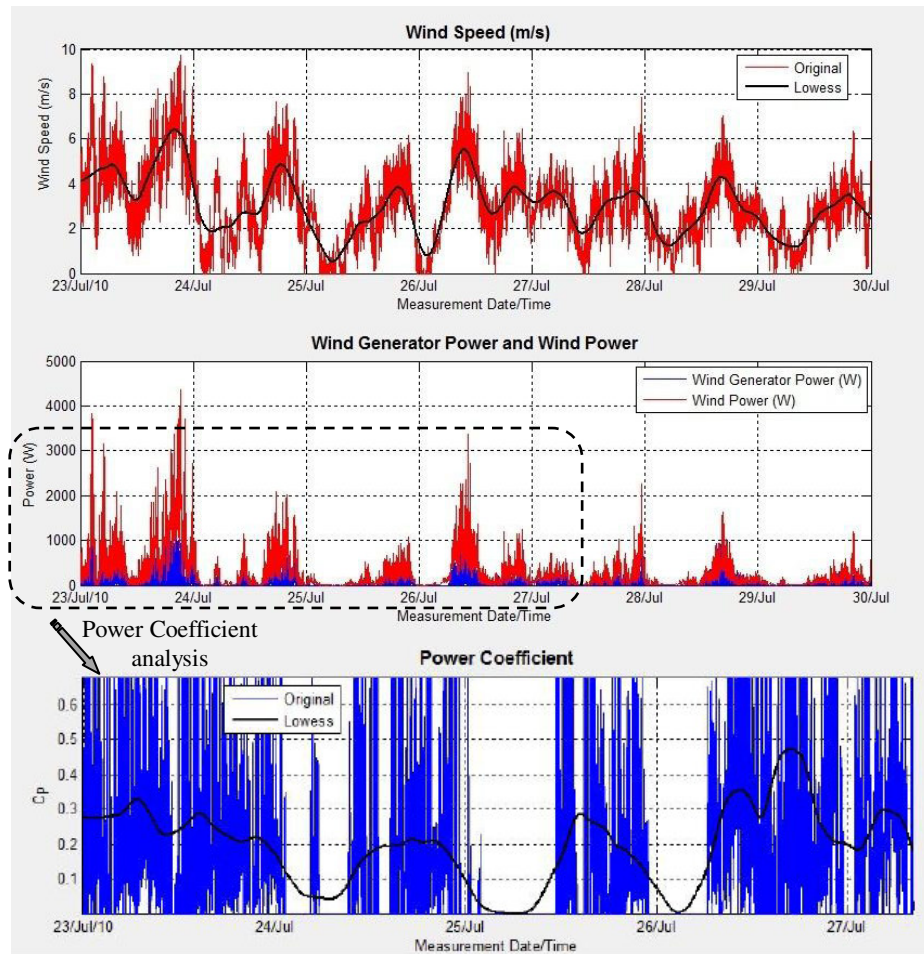 Wind Speed (m/s)
Original
Lowess
Wind Speed (m/s)
10
8
6
4
2
0
23/Jul/10 24/Jul 25/Jul 26/Jul 27/Jul 28/Jul 29/Jul 30/Jul
Measurement Date/Time
Wind Generator Power and Wind Power
Wind Generator Power (W)
Wind Power (W)
Power (W)
5000
4000
3000
2000
1000
0
23/Jul/10 24/Jul 25/Jul 26/Jul 27/Jul 28/Jul 29/Jul 30/Jul
Measurement Date/Time
Power Coefficient
analysis
Power Coefficient
Original
Lowess
Cp
0.6
0.5
0.4
0.3
0.2
0.1
23/Jul/10 24/Jul 25/Jul 26/Jul 27/Jul
Measurement Date/Time